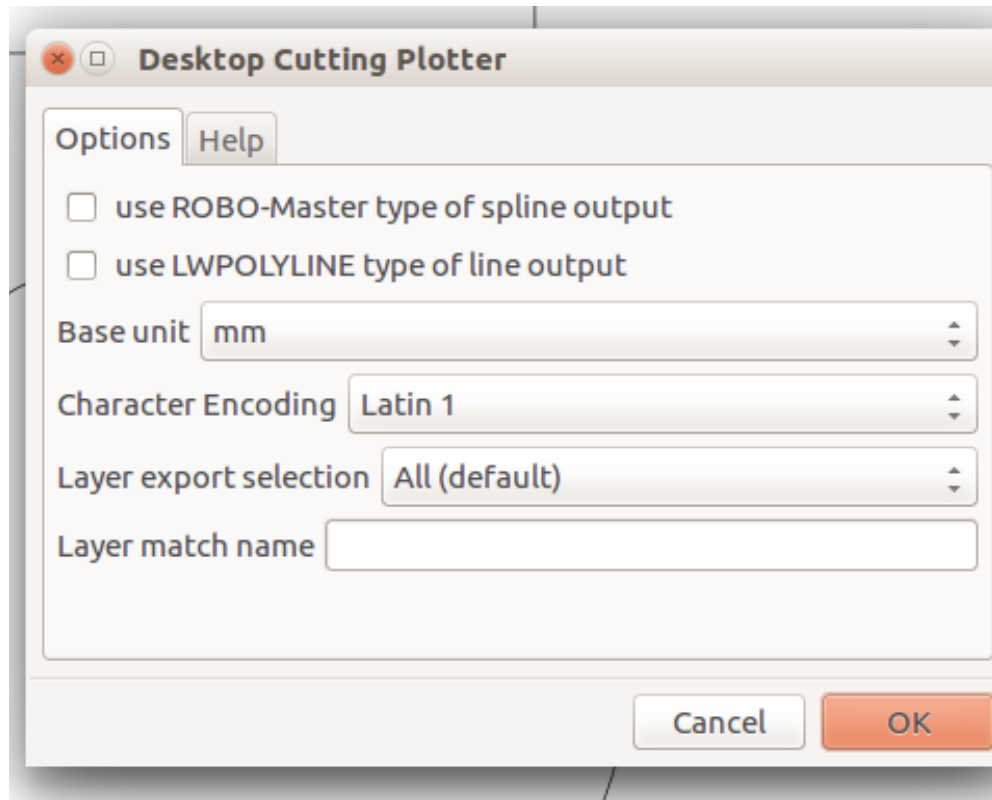 Desktop Cutting Plotter
Options Help
use ROBO-Master type of spline output
use LWPOLYLINE type of line output
Base unit mm
Character Encoding Latin 1
Layer export selection All (default)
Layer match name
Cancel OK